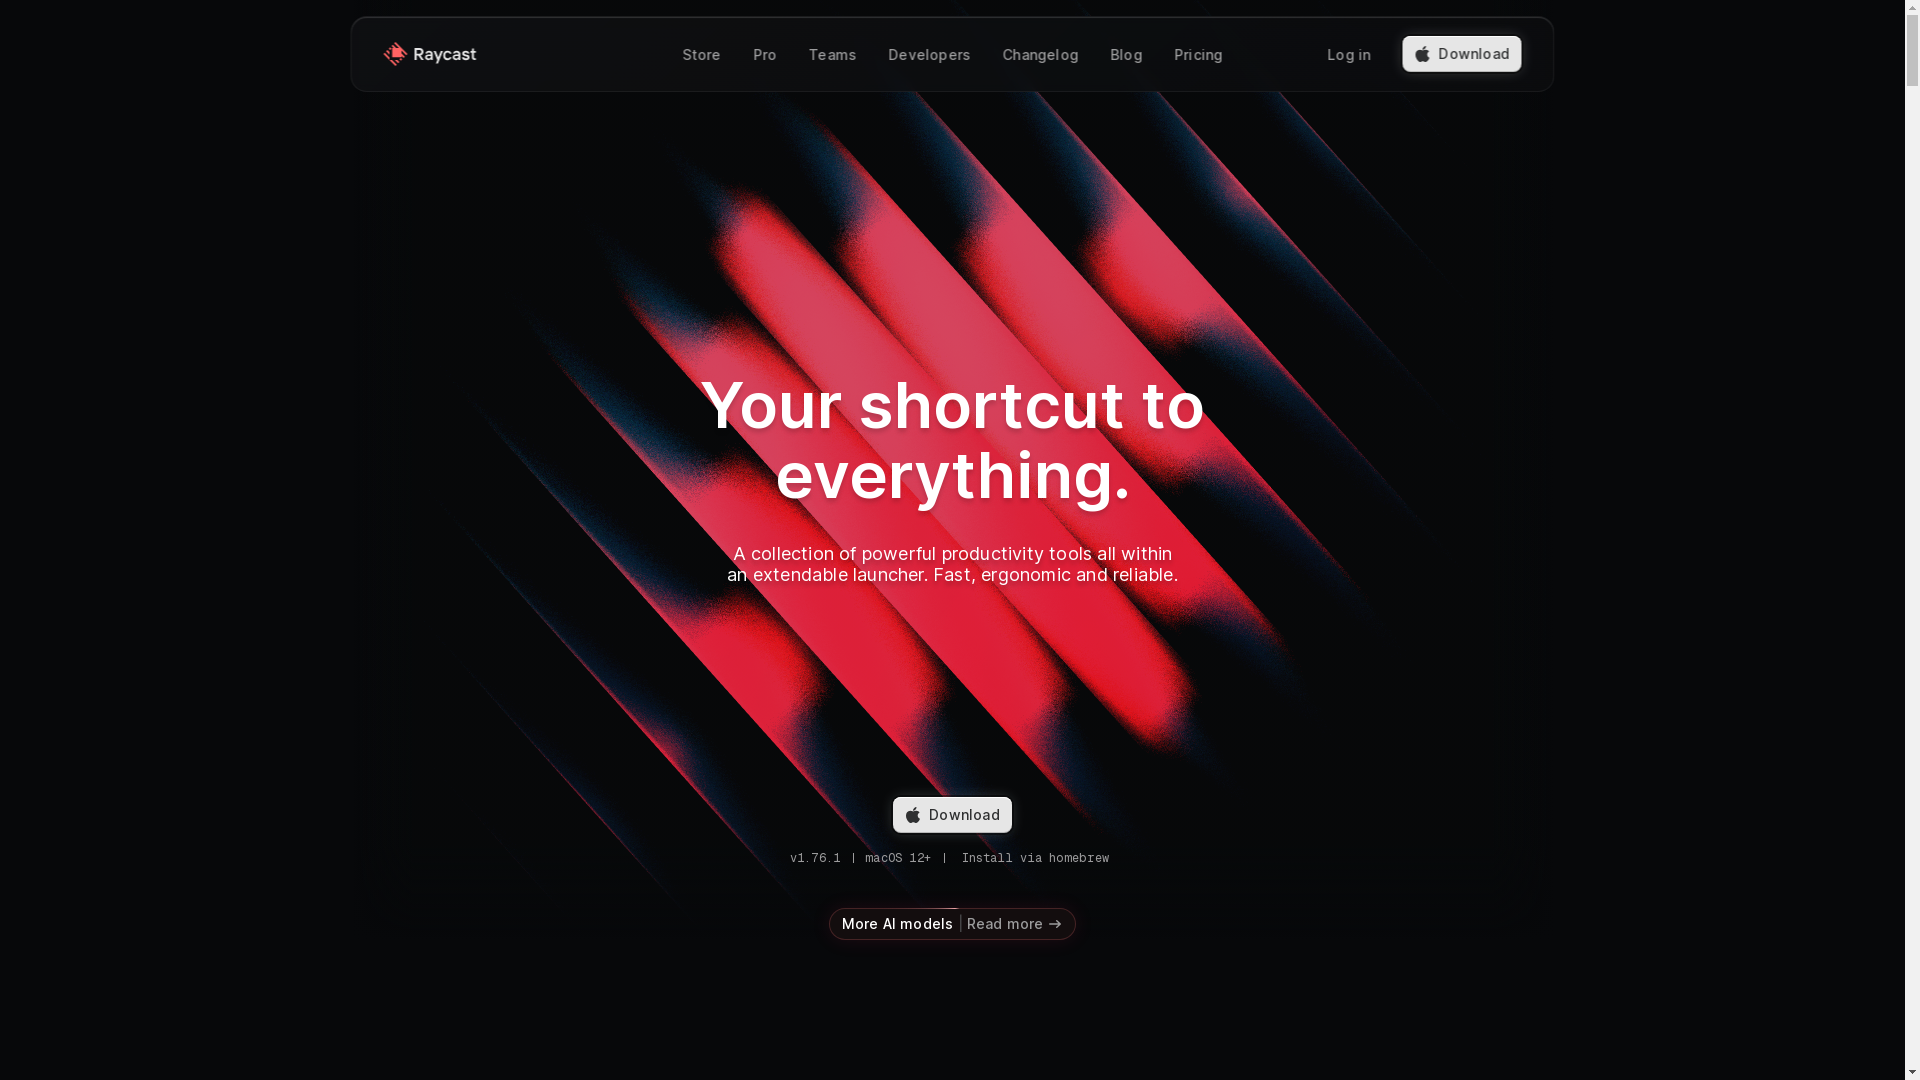 Raycast
Store Pro Teams Developers Changelog Blog Pricing
Log in
Download
Your shortcut to
everything.
A collection of powerful productivity tools all within
an extendable launcher. Fast, ergonomic and reliable.
Download
v1.76.1 | macOS 12+ | Install via homebrew
More AI models | Read more →